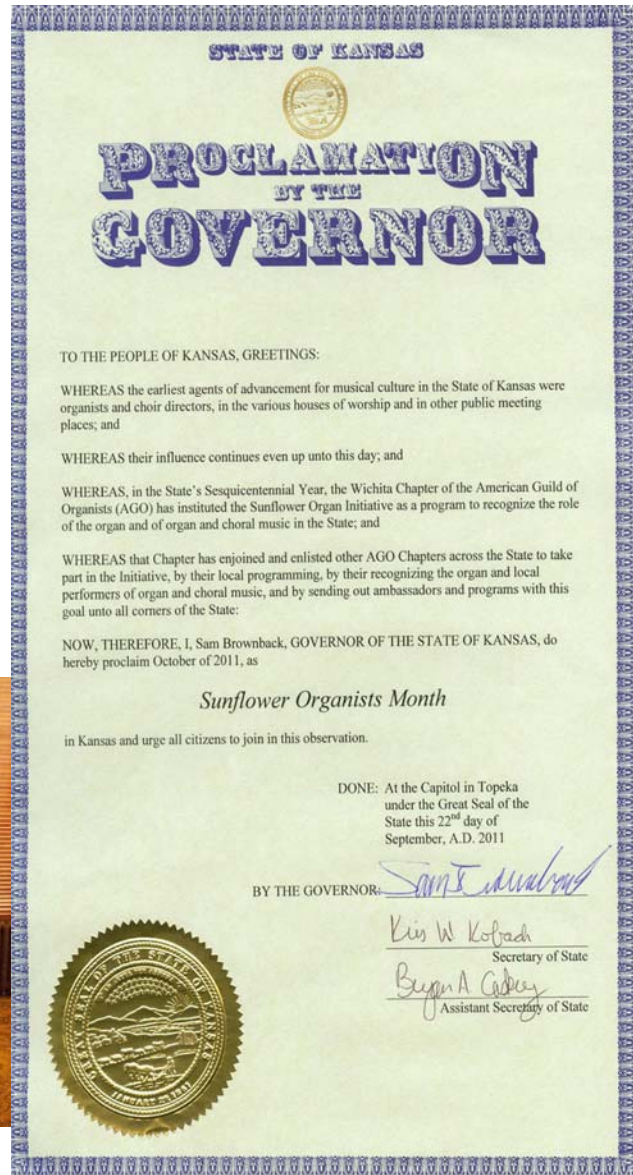 STATE OF KANSAS
PROCLAMATION
BY THE
GOVERNOR
TO THE PEOPLE OF KANSAS, GREETINGS:
WHEREAS the earliest agents of advancement for musical culture in the State of Kansas were
organists and choir directors, in the various houses of worship and in other public meeting
places; and
WHEREAS their influence continues even up unto this day; and
WHEREAS, in the State's Sesquicentennial Year, the Wichita Chapter of the American Guild of
Organists (AGO) has instituted the Sunflower Organ Initiative as a program to recognize the role
of the organ and of organ and choral music in the State; and
WHEREAS that Chapter has enjoined and enlisted other AGO Chapters across the State to take
part in the Initiative, by their local programming, by their recognizing the organ and local
performers of organ and choral music, and by sending out ambassadors and programs with this
goal unto all corners of the State:
NOW, THEREFORE, I, Sam Brownback, GOVERNOR OF THE STATE OF KANSAS, do
hereby proclaim October of 2011, as
Sunflower Organists Month
in Kansas and urge all citizens to join in this observation.
DONE: At the Capitol in Topeka
under the Great Seal of the
State this 22nd day of
September, A.D. 2011
BY THE GOVERNOR: Sam
Kris W Kobach
Secretary of State
Assistant Secretary of State
GREAT SEAL OF THE STATE OF KANSAS
JANUARY 29, 1861